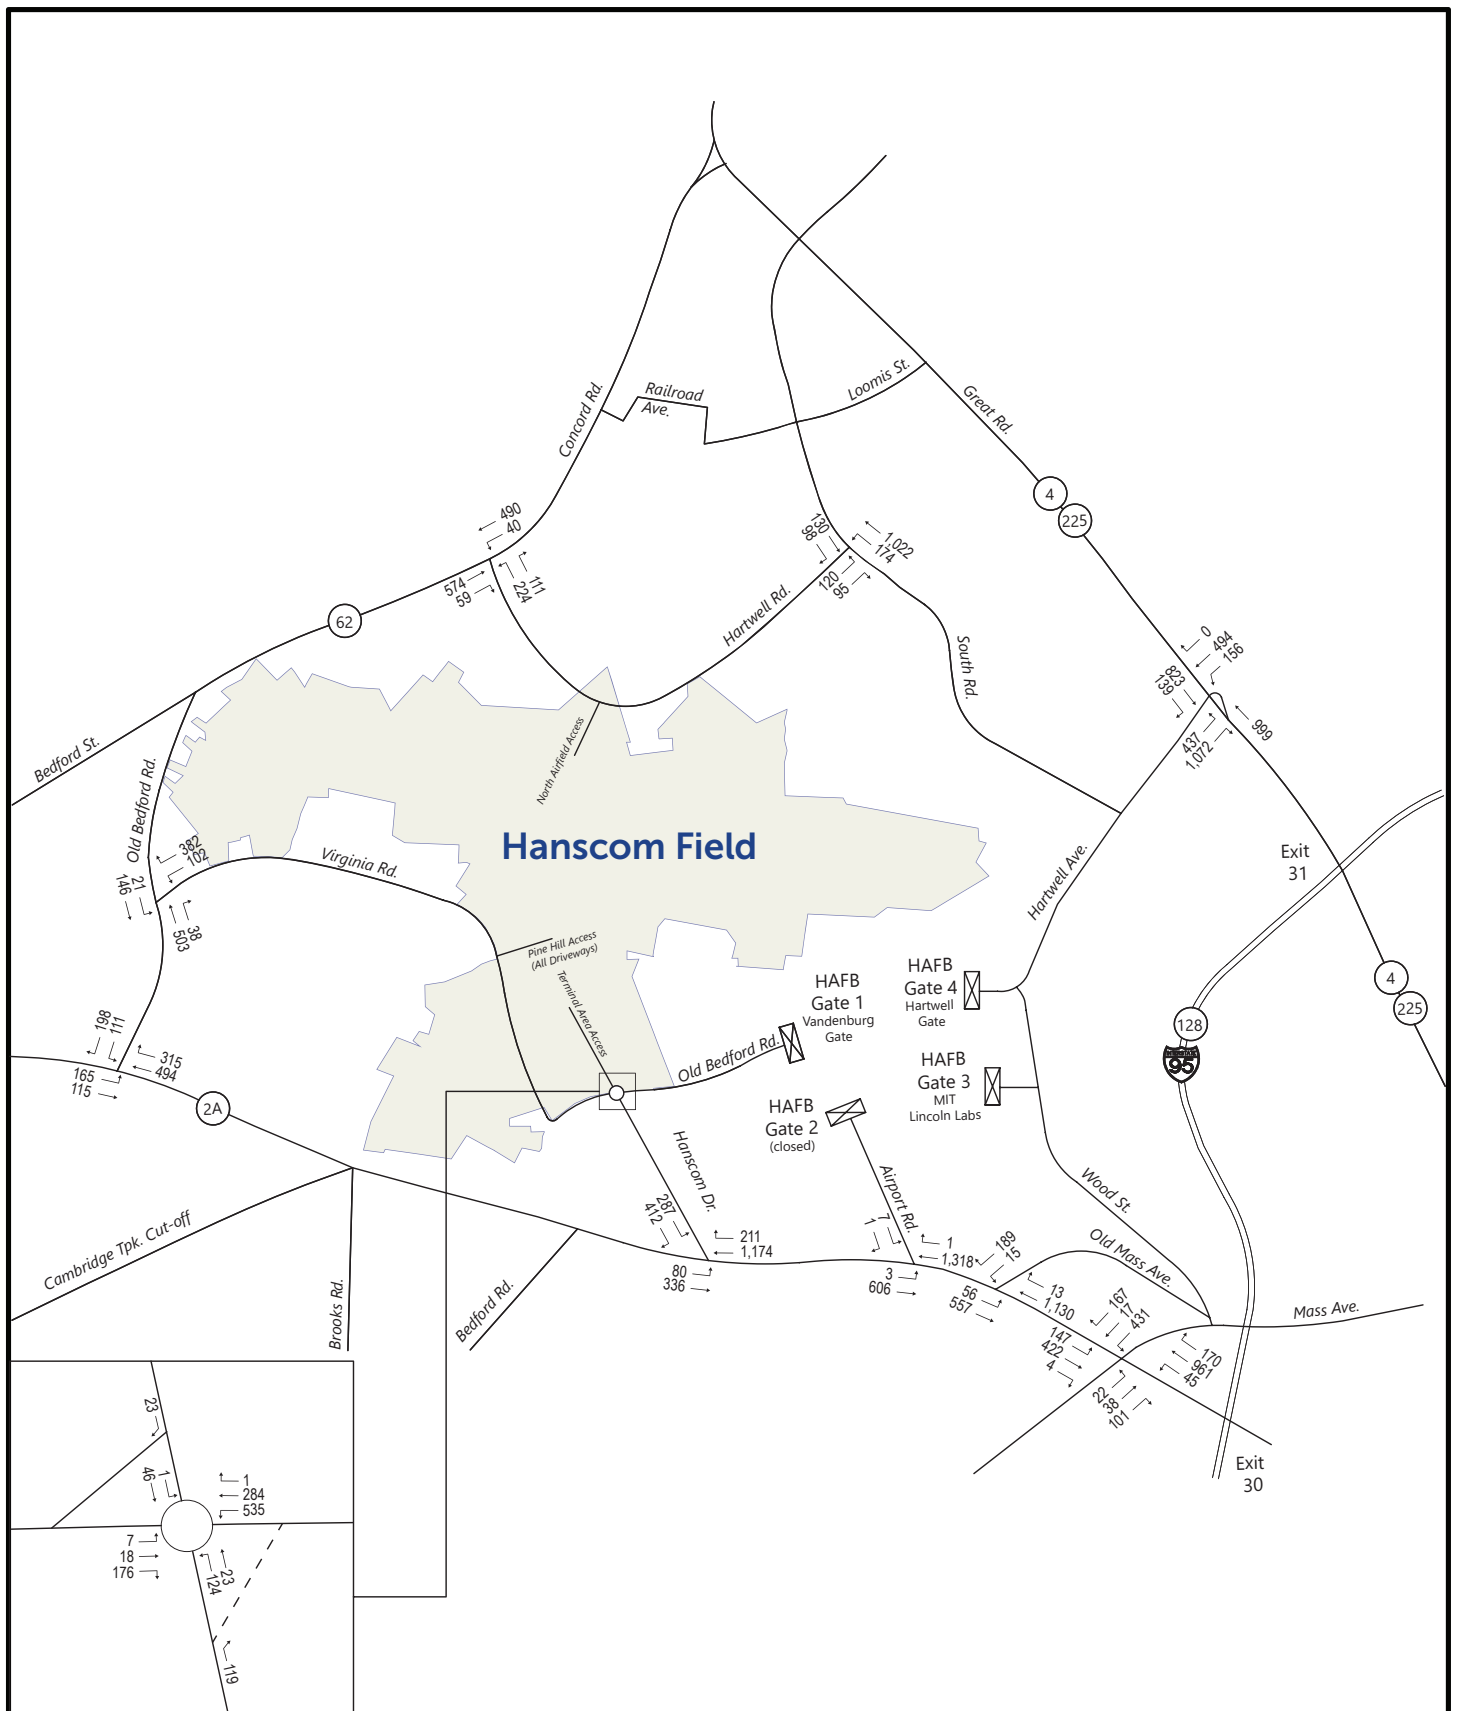 Concord Rd.
Railroad
Ave.
Loomis St.
Great Rd.
4
225
490
40
574
59
111
224
130
98
1,022
174
120
95
62
Hartwell Rd.
South Rd.
0
494
156
823
139
437
1,072
999
Bedford St.
Old Bedford Rd.
North Airfield Access
Hanscom Field
Virginia Rd.
382
102
21
146
38
503
Hartwell Ave.
Exit
31
Pine Hill Access
(All Driveways)
Terminal Area Access
HAFB
Gate 1
Vandenburg
Gate
HAFB
Gate 4
Hartwell
Gate
4
225
128
INTERSTATE
95
198
111
315
494
165
115
2A
Old Bedford Rd.
HAFB
Gate 3
MIT
Lincoln Labs
HAFB
Gate 2
(closed)
Hanscom Dr.
Airport Rd.
Wood St.
Old Mass Ave.
Mass Ave.
Cambridge Tpk. Cut-off
Brooks Rd.
Bedford Rd.
287
412
211
1,174
80
336
7
1
1
1,318
3
606
189
15
13
1,130
56
557
167
17
431
147
422
4
170
961
45
22
38
101
Exit
30
23
1
46
1
284
535
7
18
176
23
124
119